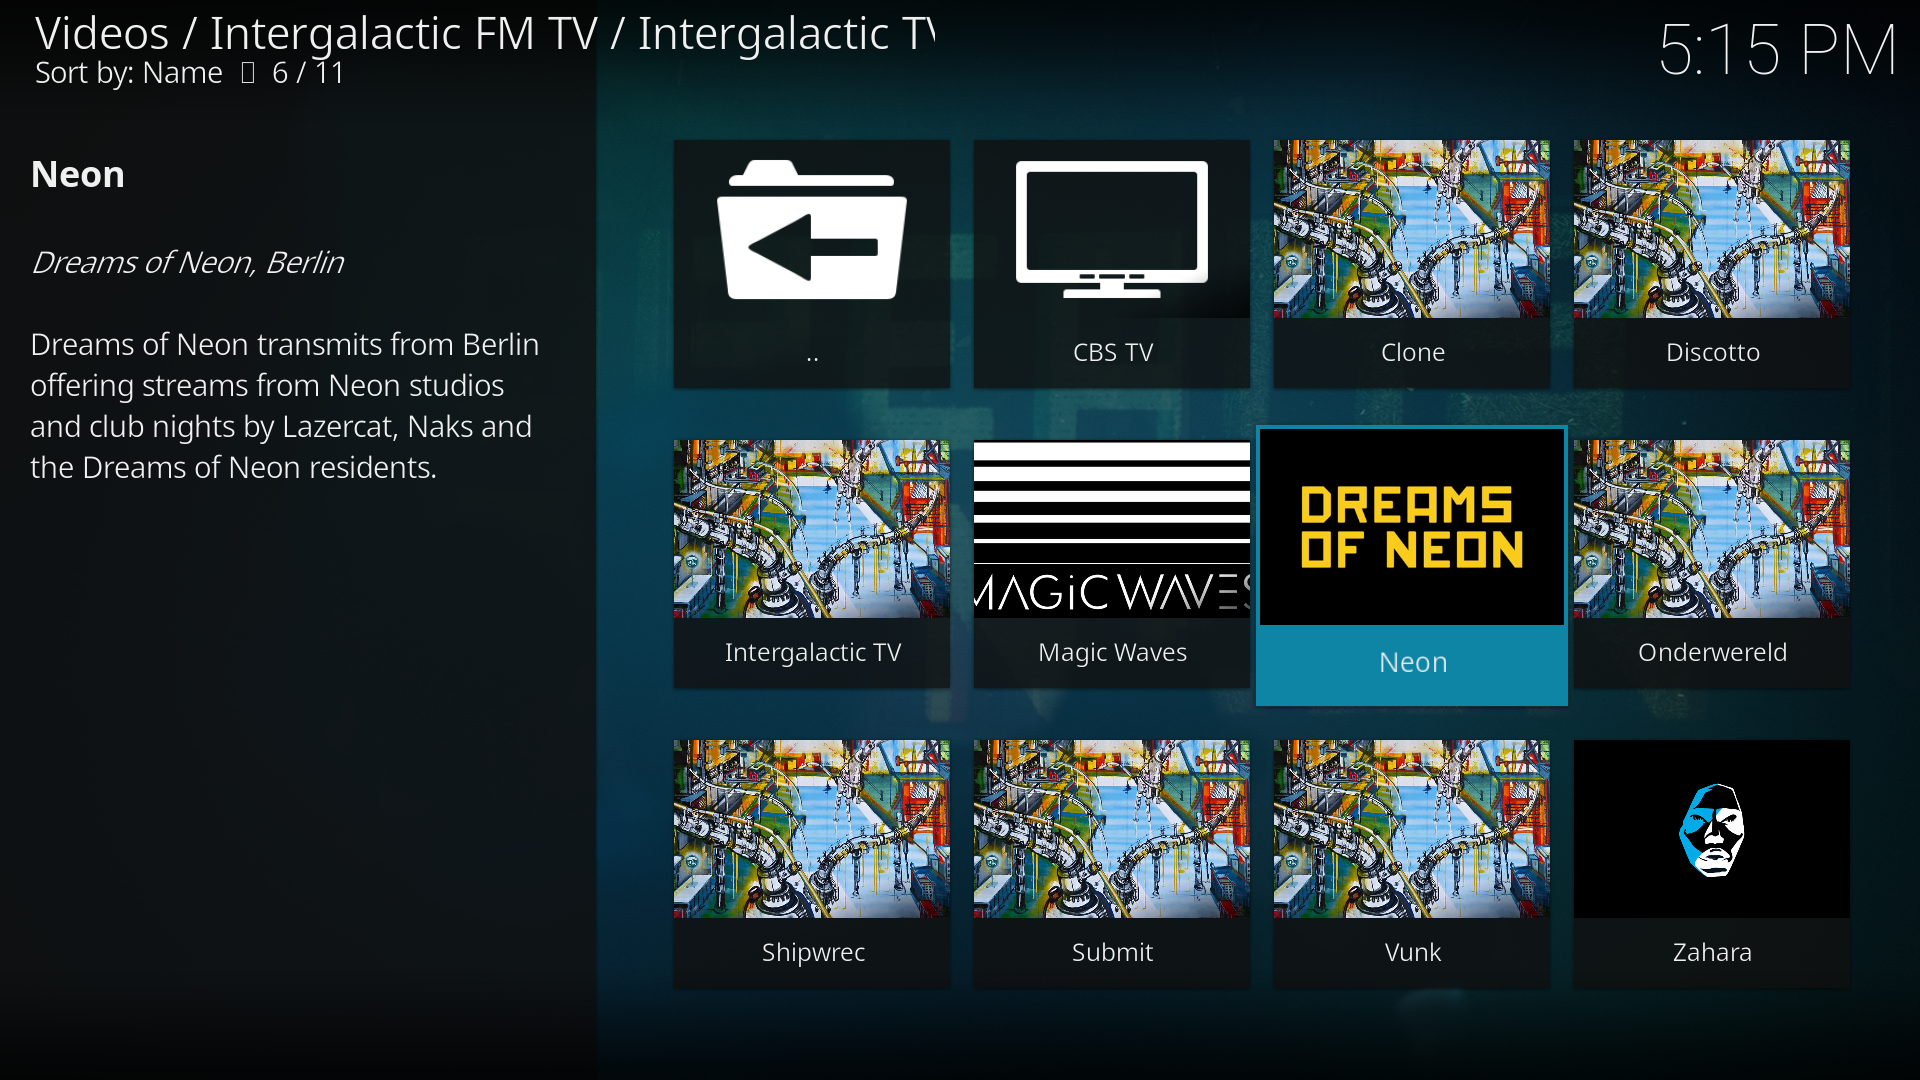 Videos / Intergalactic FM TV / Intergalactic TV
5:15 PM
Sort by: Name 6 / 11
Neon
Dreams of Neon, Berlin
Dreams of Neon transmits from Berlin
offering streams from Neon studios
and club nights by Lazercat, Naks and
the Dreams of Neon residents.
..
CBS TV
Clone
Discotto
MAGiC WAVES
DREAMS
OF NEON
Intergalactic TV
Magic Waves
Neon
Onderwereld
Shipwrec
Submit
Vunk
Zahara